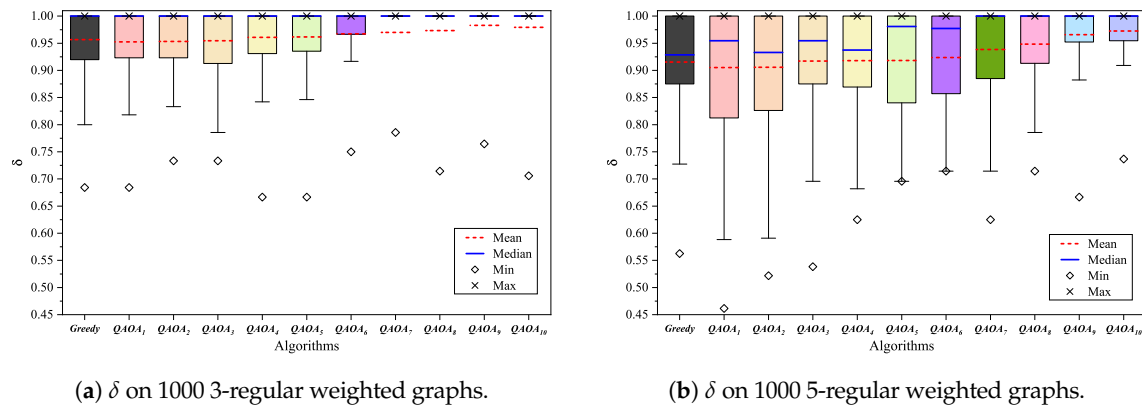 1
0.95
0.90
0.85
0.80
0.75
0.70
0.65
0.60
0.55
0.50
0.45
δ
Mean
Median
Min
Max
Greedy QAOA1 QAOA2 QAOA3 QAOA4 QAOA5 QAOA6 QAOA7 QAOA8 QAOA9 QAOA10
Algorithms
(a) δ on 1000 3-regular weighted graphs.
1
0.95
0.90
0.85
0.80
0.75
0.70
0.65
0.60
0.55
0.50
0.45
δ
Mean
Median
Min
Max
Greedy QAOA1 QAOA2 QAOA3 QAOA4 QAOA5 QAOA6 QAOA7 QAOA8 QAOA9 QAOA10
Algorithms
(b) δ on 1000 5-regular weighted graphs.